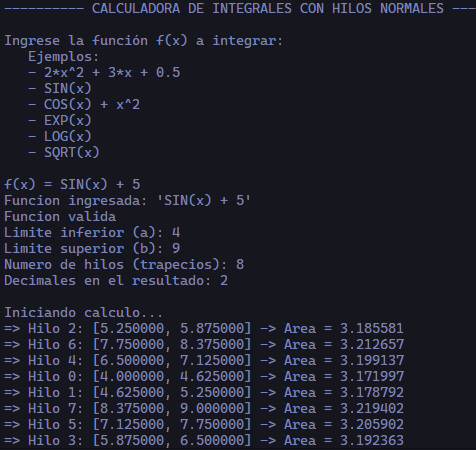 ---------- CALCULADORA DE INTEGRALES CON HILOS NORMALES ---
Ingrese la función f(x) a integrar:
Ejemplos:
- 2*x^2 + 3*x + 0.5
- SIN(x)
- COS(x) + x^2
- EXP(x)
- LOG(x)
- SQRT(x)
f(x) = SIN(x) + 5
Funcion ingresada: 'SIN(x) + 5'
Funcion valida
Limite inferior (a): 4
Limite superior (b): 9
Numero de hilos (trapecios): 8
Decimales en el resultado: 2
Iniciando calculo...
=> Hilo 2: [5.250000, 5.875000] -> Area = 3.185581
=> Hilo 6: [7.750000, 8.375000] -> Area = 3.212657
=> Hilo 4: [6.500000, 7.125000] -> Area = 3.199137
=> Hilo 0: [4.000000, 4.625000] -> Area = 3.171997
=> Hilo 1: [4.625000, 5.250000] -> Area = 3.178792
=> Hilo 7: [8.375000, 9.000000] -> Area = 3.219402
=> Hilo 5: [7.125000, 7.750000] -> Area = 3.205902
=> Hilo 3: [5.875000, 6.500000] -> Area = 3.192363